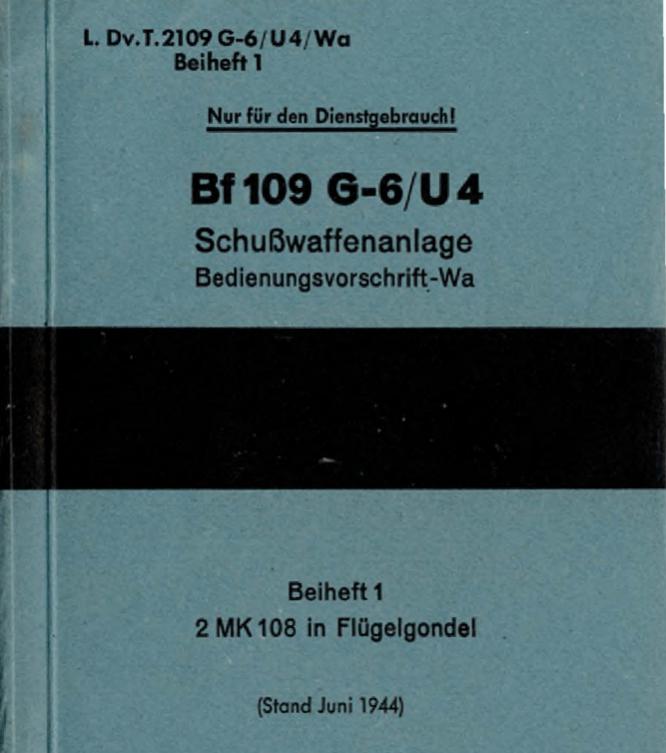 L. Dv.T.2109 G-6/U4/Wa
Beiheft 1
Nur für den Dienstgebrauch!
Bf 109 G-6/U4
Schußwaffenanlage
Bedienungsvorschrift-Wa
Beiheft 1
2 MK 108 in Flügelgondel
(Stand Juni 1944)